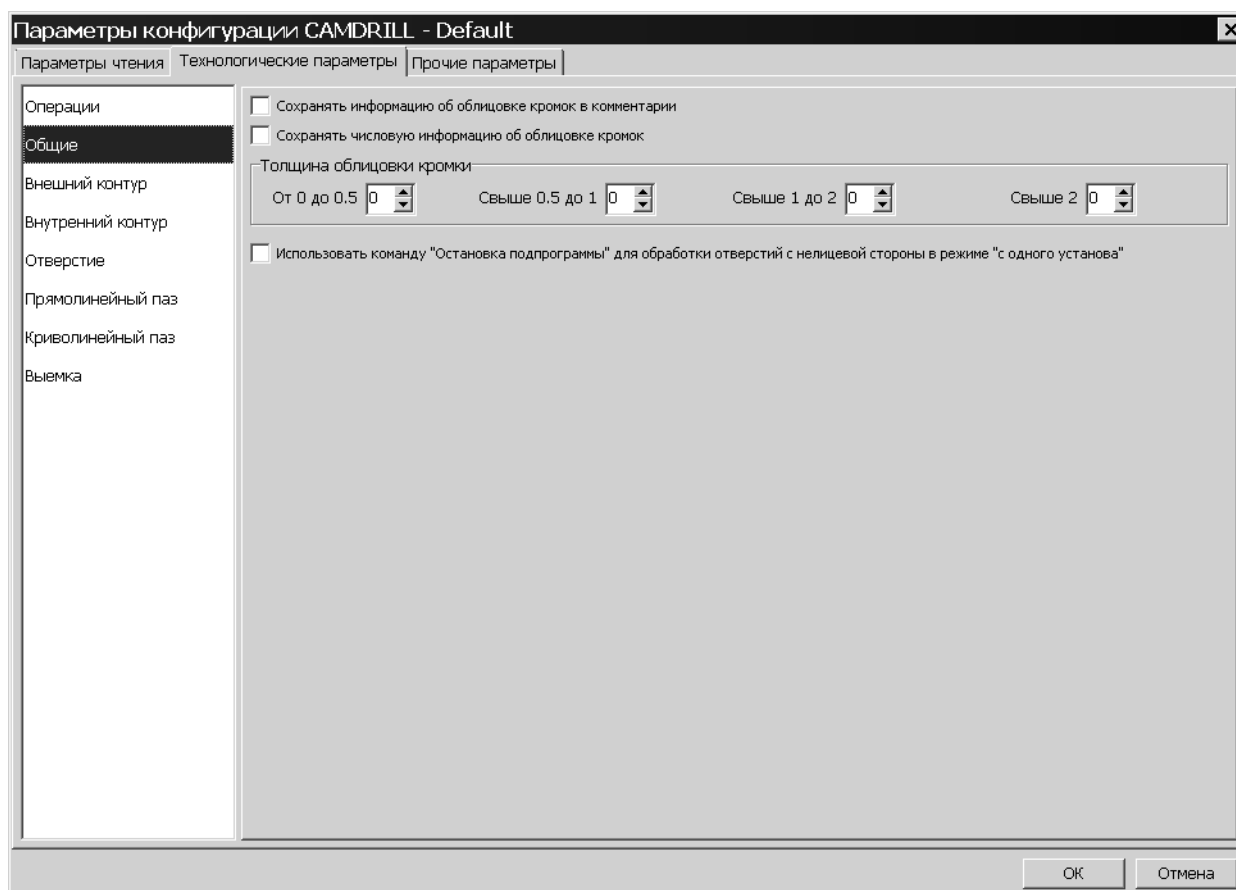 Параметры конфигурации CAMDRILL - Default
Параметры чтения Технологические параметры Прочие параметры
Операции
Общие
Внешний контур
Внутренний контур
Отверстие
Прямолинейный паз
Криволинейный паз
Выемка
Сохранять информацию об облицовке кромок в комментарии
Сохранять числовую информацию об облицовке кромок
Толщина облицовки кромки
От 0 до 0.5 0 Свыше 0.5 до 1 0 Свыше 1 до 2 0 Свыше 2 0
Использовать команду "Остановка подпрограммы" для обработки отверстий с нелицевой стороны в режиме "с одного установа"
ОК Отмена